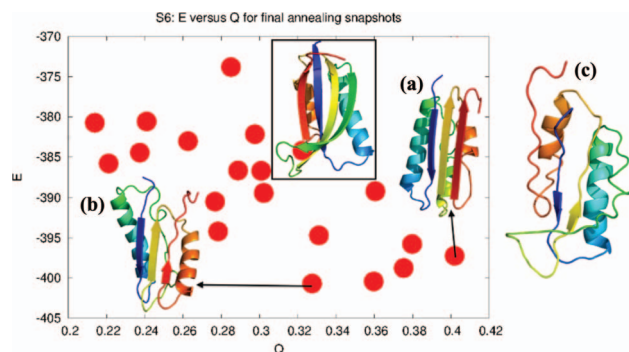 S6: E versus Q for final annealing snapshots
-370
-375
-380
-385
-390
-395
-400
-405
E
(a)
(b)
(c)
0.2 0.22 0.24 0.26 0.28 0.3 0.32 0.34 0.36 0.38 0.4 0.42
Q